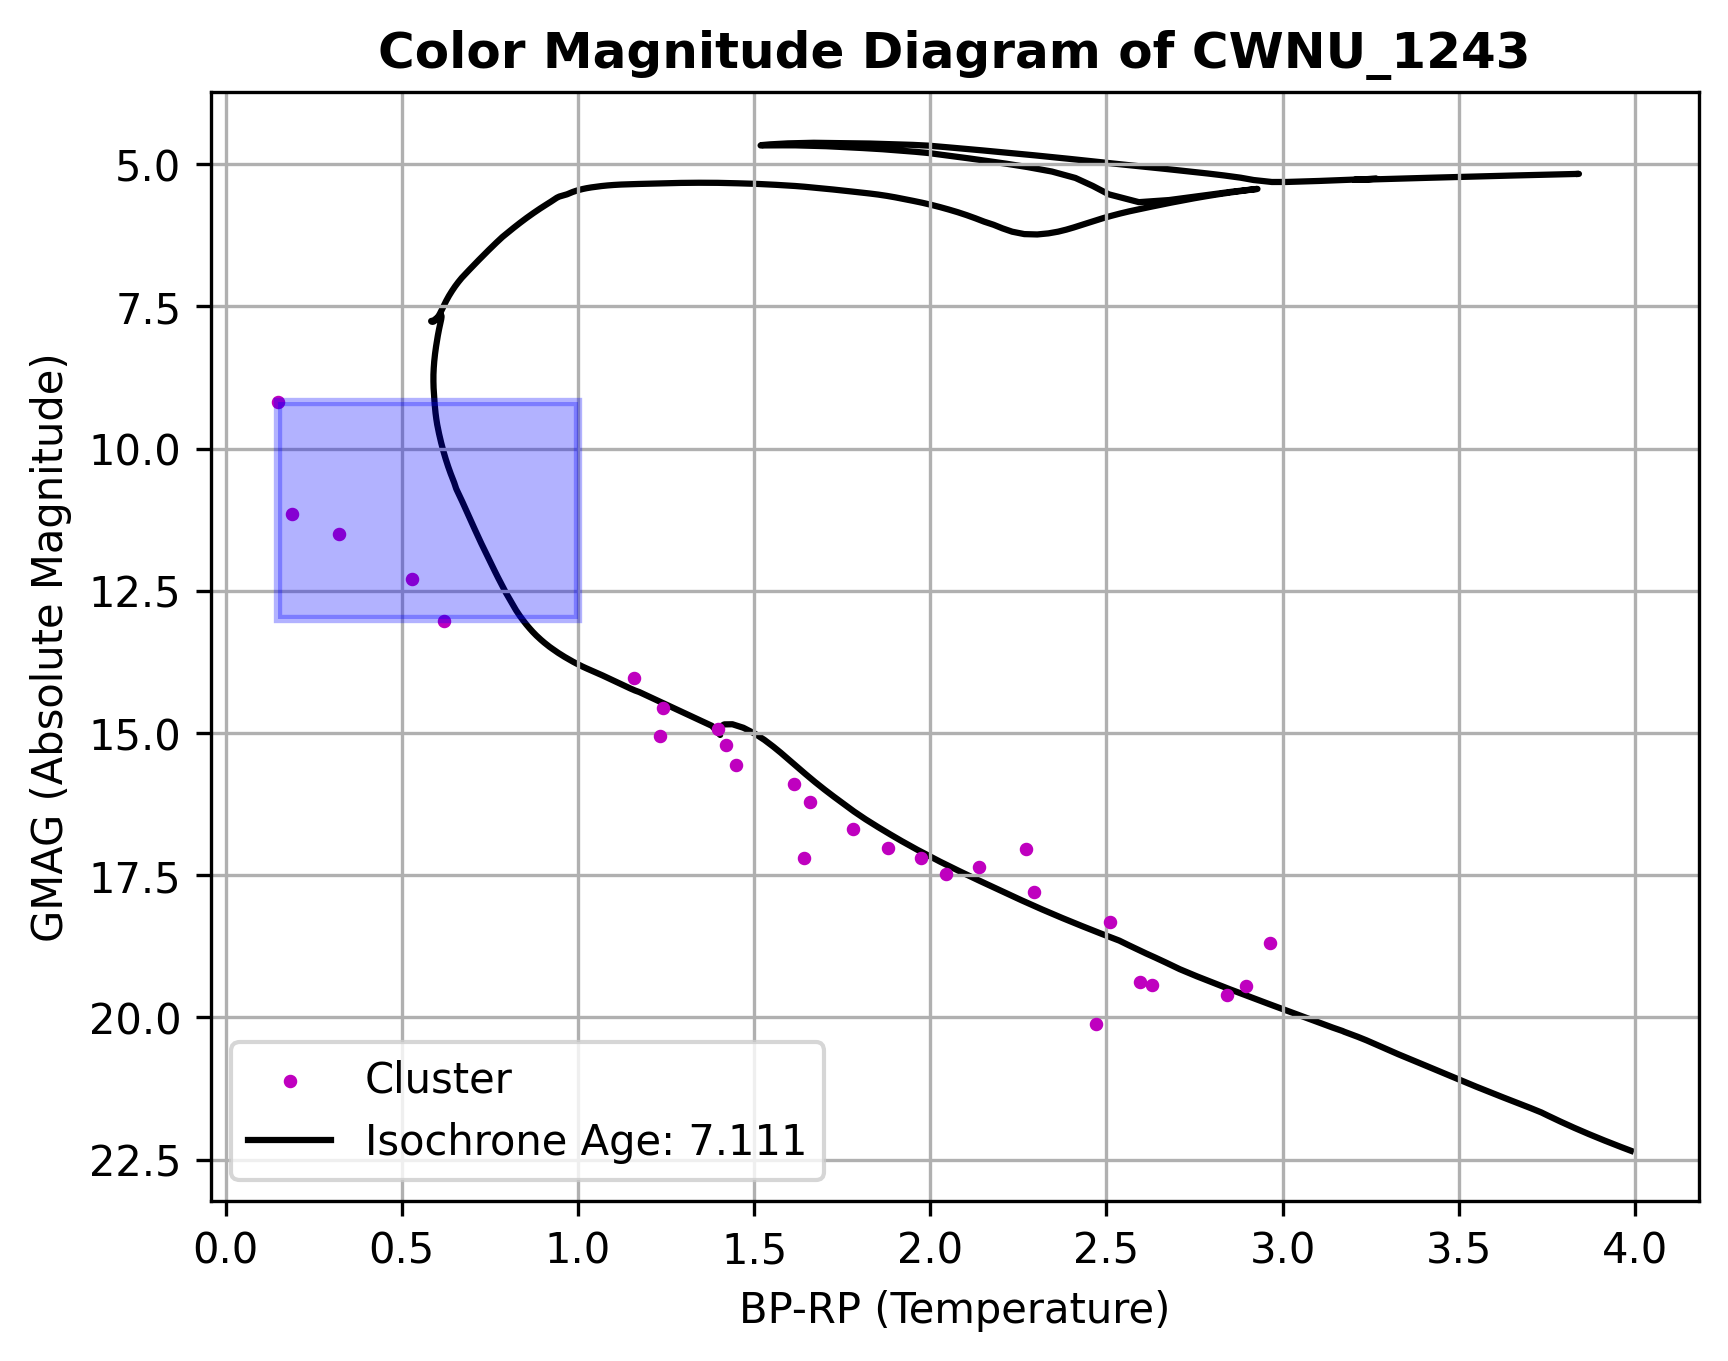 Color Magnitude Diagram of CWNU_1243
GMAG (Absolute Magnitude)
5.0
7.5
10.0
12.5
15.0
17.5
20.0
22.5
Cluster
Isochrone Age: 7.111
0.0 0.5 1.0 1.5 2.0 2.5 3.0 3.5 4.0
BP-RP (Temperature)